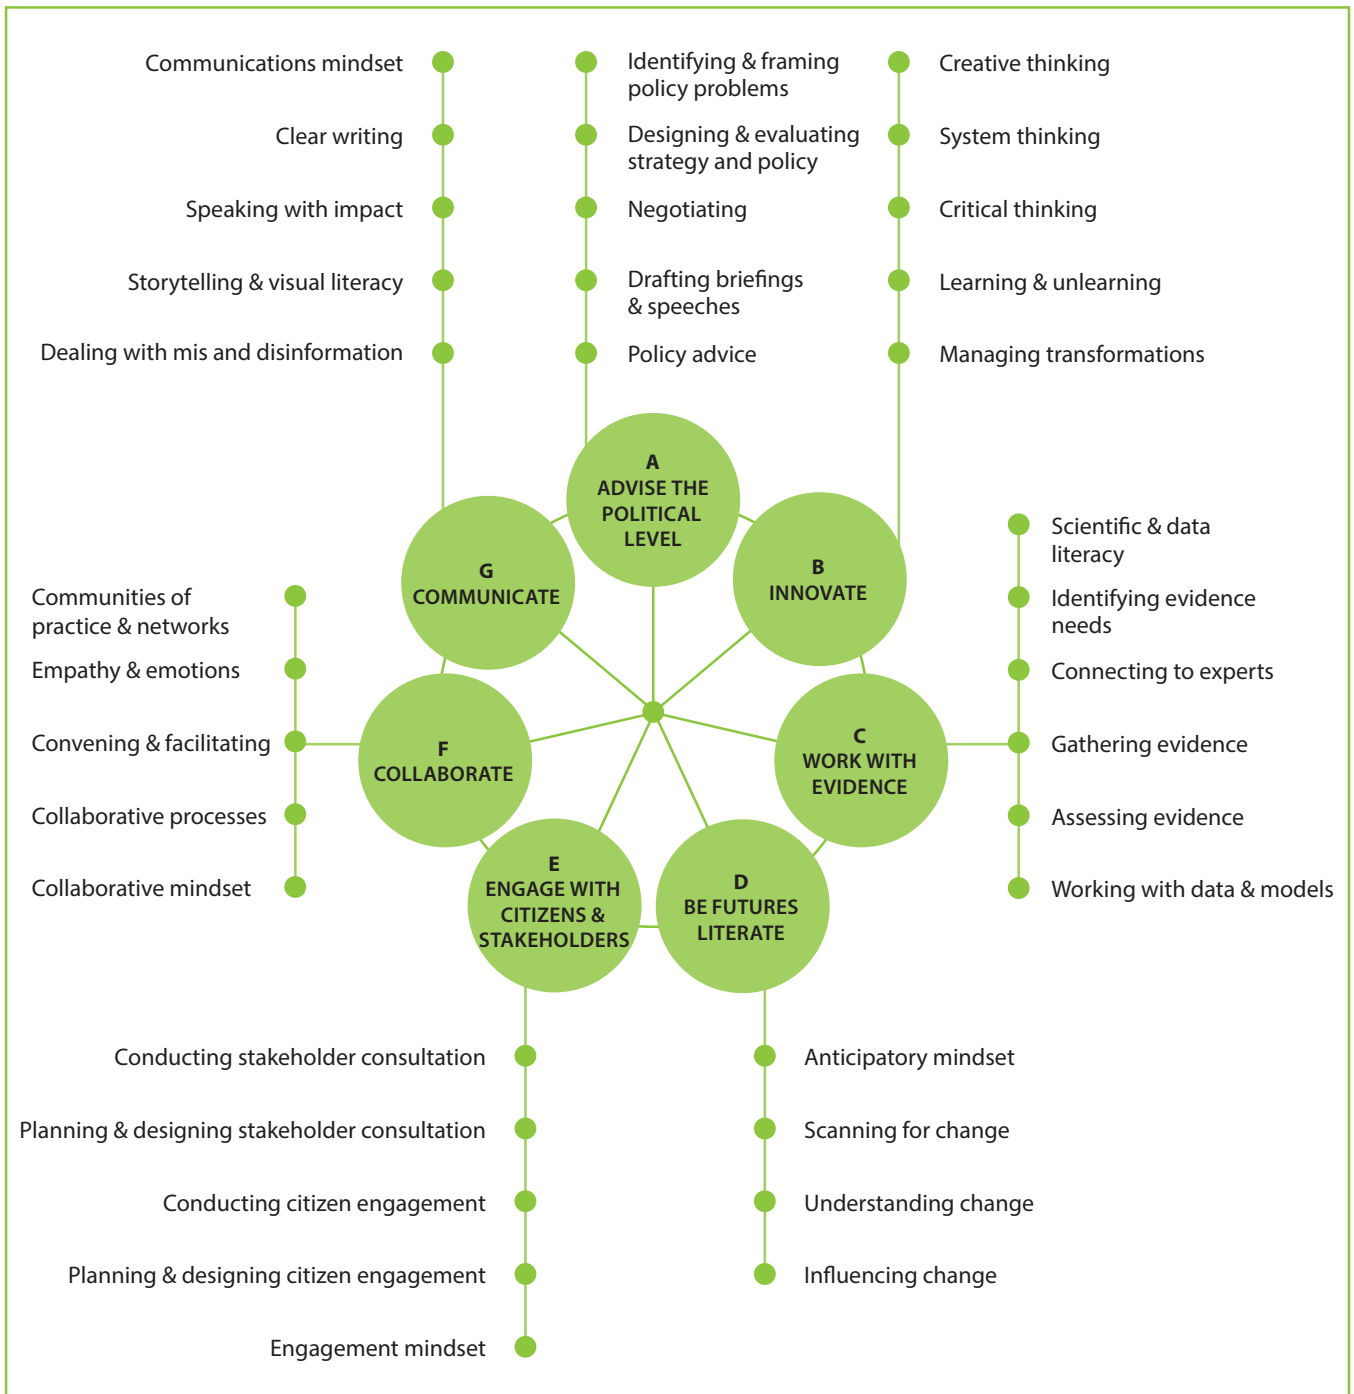 Communications mindset
Clear writing
Speaking with impact
Storytelling & visual literacy
Dealing with mis and disinformation
Identifying & framing
policy problems
Designing & evaluating
strategy and policy
Negotiating
Drafting briefings
& speeches
Policy advice
Creative thinking
System thinking
Critical thinking
Learning & unlearning
Managing transformations
A
ADVISE THE
POLITICAL
LEVEL
B
INNOVATE
G
COMMUNICATE
Scientific & data
literacy
Identifying evidence
needs
Connecting to experts
Gathering evidence
Assessing evidence
Working with data & models
Communities of
practice & networks
Empathy & emotions
Convening & facilitating
Collaborative processes
Collaborative mindset
F
COLLABORATE
C
WORK WITH
EVIDENCE
E
ENGAGE WITH
CITIZENS &
STAKEHOLDERS
D
BE FUTURES
LITERATE
Conducting stakeholder consultation
Planning & designing stakeholder consultation
Conducting citizen engagement
Planning & designing citizen engagement
Engagement mindset
Anticipatory mindset
Scanning for change
Understanding change
Influencing change